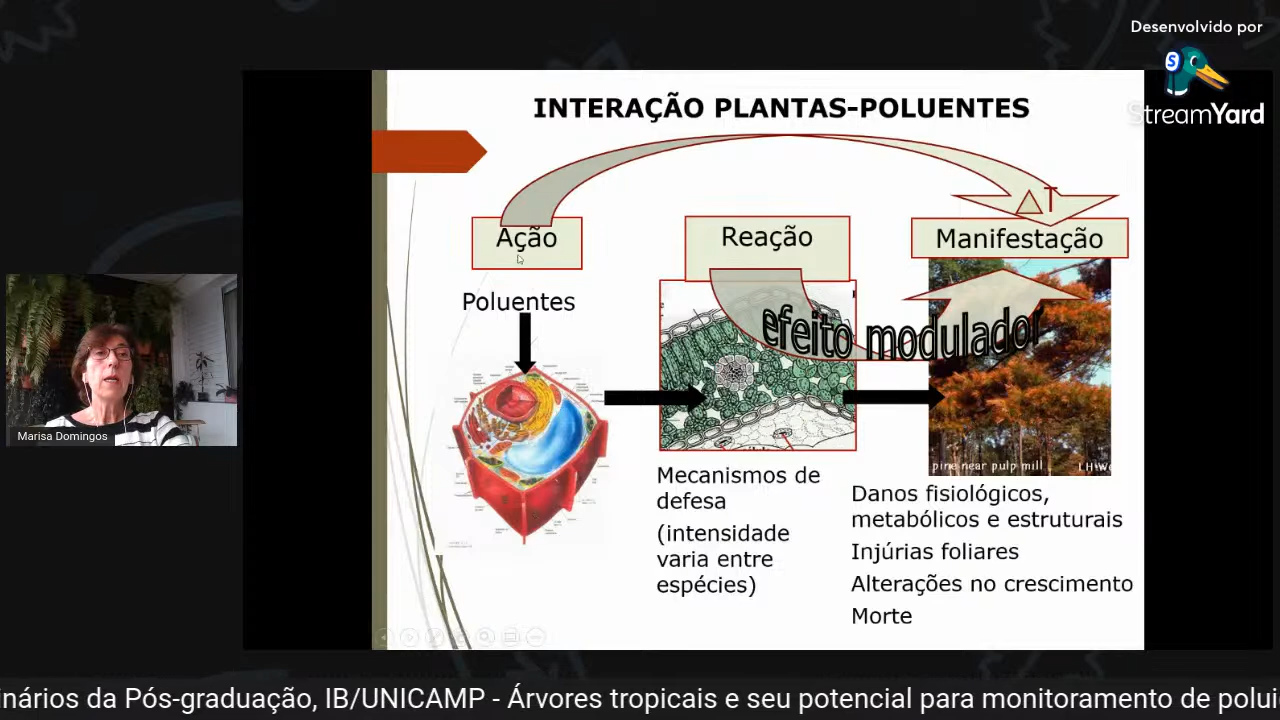 Desenvolvido por
StreamYard
INTERAÇÃO PLANTAS-POLUENTES
△T
Ação
Reação
Manifestação
Poluentes
efeito modulador
pine near pulp mill
Mecanismos de
defesa
(intensidade
varia entre
espécies)
Danos fisiológicos,
metabólicos e estruturais
Injúrias foliares
Alterações no crescimento
Morte
Marisa Domingos
inários da Pós-graduação, IB/UNICAMP - Árvores tropicais e seu potencial para monitoramento de polui